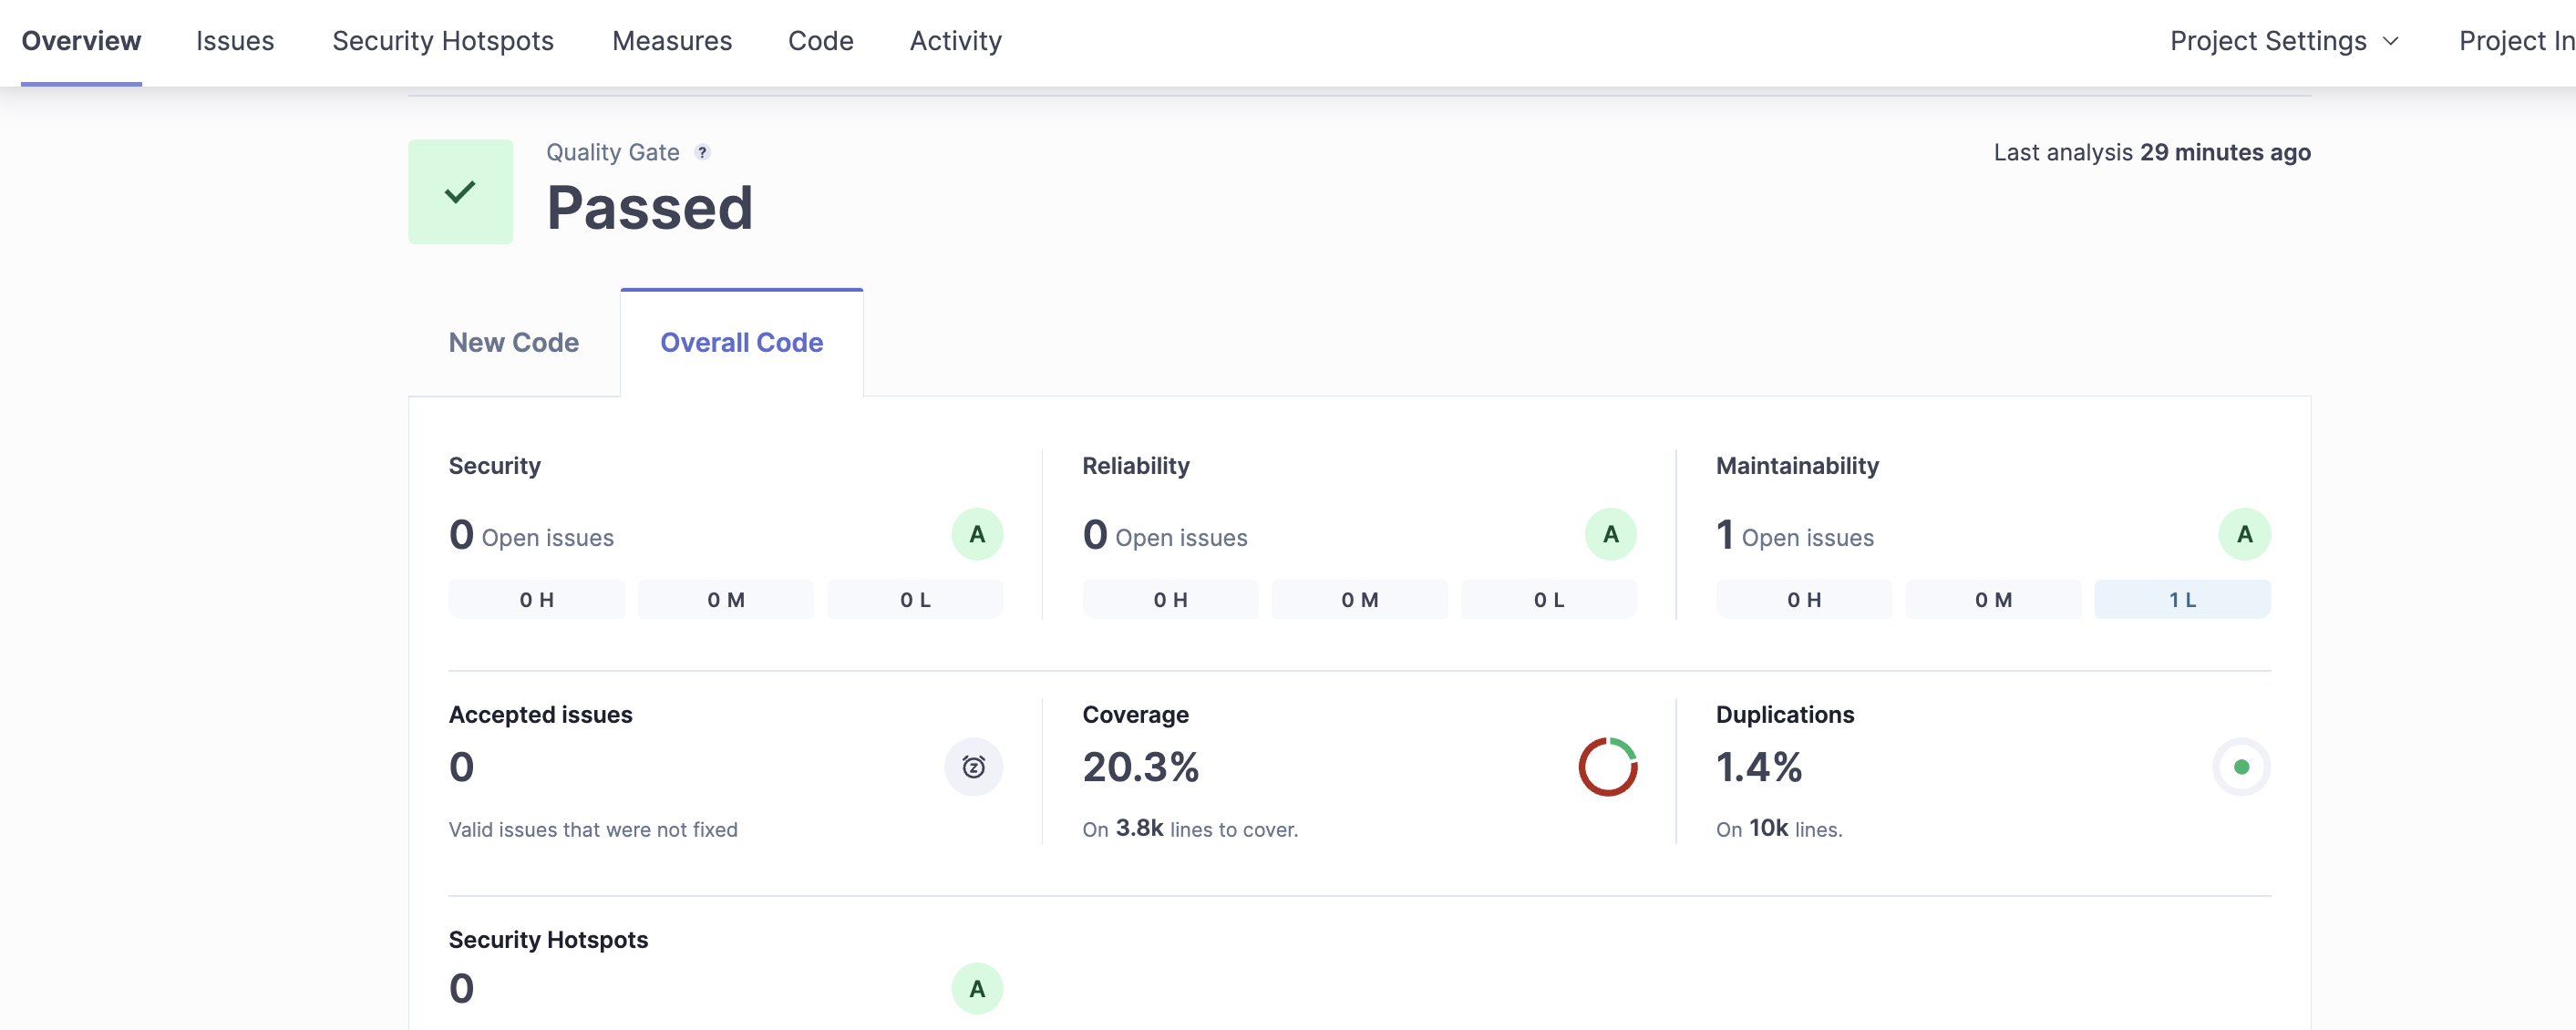 Overview Issues Security Hotspots Measures Code Activity Project Settings Project In
Quality Gate ?
Passed
Last analysis 29 minutes ago
New Code Overall Code
Security
0 Open issues A
0 H 0 M 0 L
Reliability
0 Open issues A
0 H 0 M 0 L
Maintainability
1 Open issues A
0 H 0 M 1 L
Accepted issues
0
Valid issues that were not fixed
Coverage
20.3%
On 3.8k lines to cover.
Duplications
1.4%
On 10k lines.
Security Hotspots
0 A